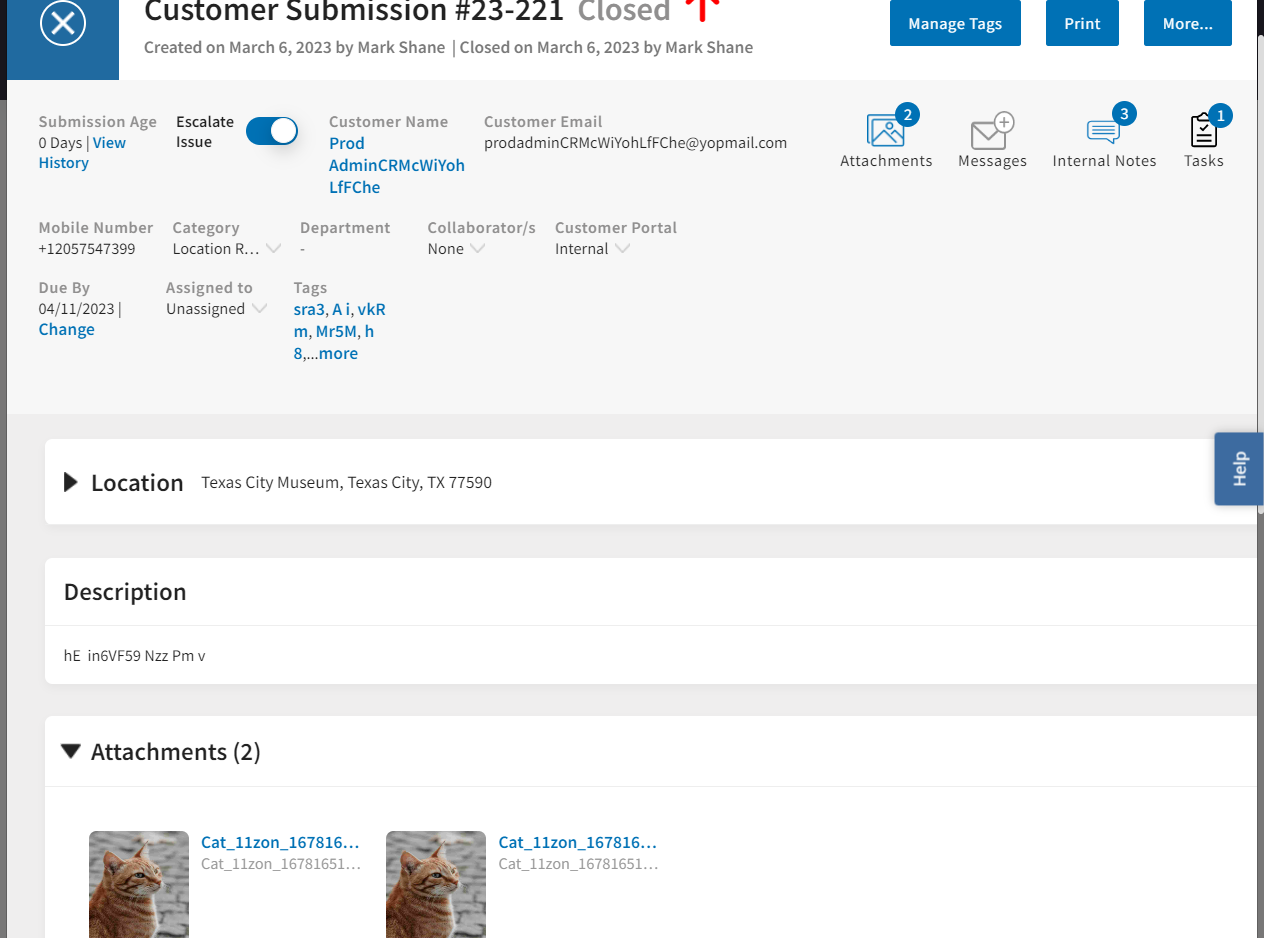 Customer Submission #23-221 Closed
Manage Tags
Print
More...
Created on March 6, 2023 by Mark Shane | Closed on March 6, 2023 by Mark Shane
Submission Age
0 Days | View
History
Escalate
Issue
Customer Name
Prod
AdminCRMcWiYoh
LfFChe
Customer Email
prodadminCRMcWiYohLfFChe@yopmail.com
2
Attachments
Messages
3
Internal Notes
1
Tasks
Mobile Number
+12057547399
Category
Location R...
Department
-
Collaborator/s
None
Customer Portal
Internal
Due By
04/11/2023 |
Change
Assigned to
Unassigned
Tags
sra3, A i, vkR
m, Mr5M, h
8,...more
Help
Location Texas City Museum, Texas City, TX 77590
Description
hE in6VF59 Nzz Pm v
Attachments (2)
Cat_11zon_167816...
Cat_11zon_16781651...
Cat_11zon_167816...
Cat_11zon_16781651...